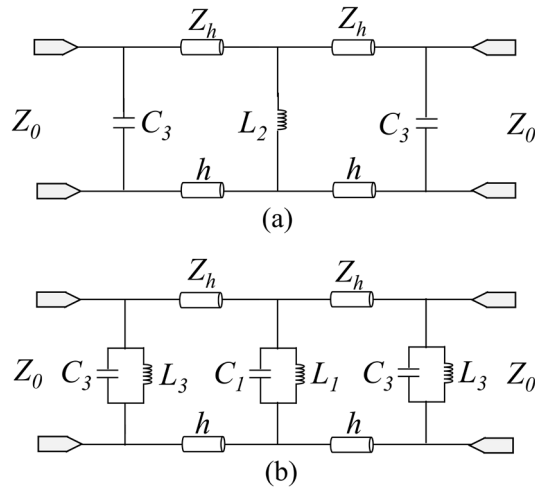 Z_h Z_h
Z_0 C_3 L_2 C_3 Z_0
h h
(a)
Z_h Z_h
Z_0 C_3 L_3 C_1 L_1 C_3 L_3 Z_0
h h
(b)